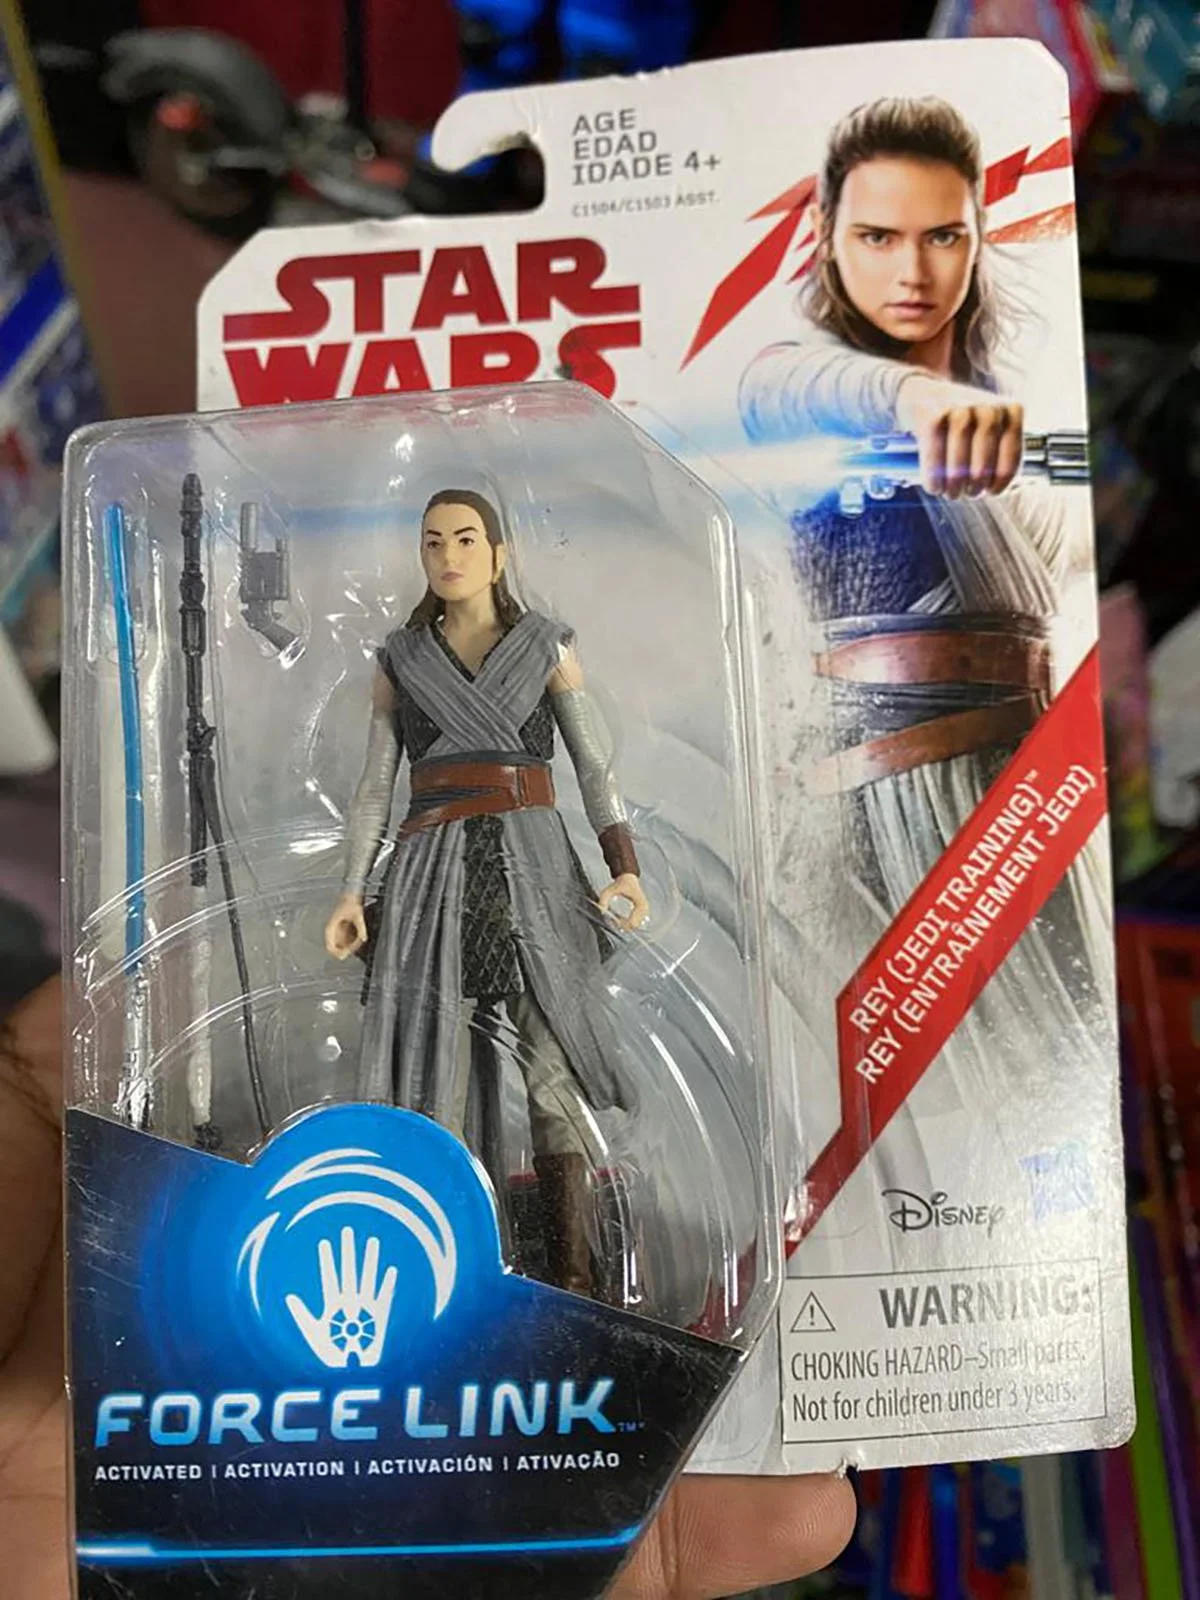 AGE
EDAD
IDADE 4+
C1504/C1503 ASST.
STAR
WARS
REY (JEDI TRAINING)™
REY (ENTRAÎNEMENT JEDI)
DISNEY
WARNING:
CHOKING HAZARD–Small parts.
Not for children under 3 years.
FORCE LINK™
ACTIVATED | ACTIVATION | ACTIVACIÓN | ATIVAÇÃO